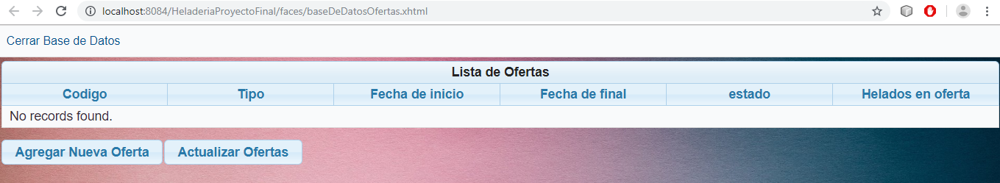 localhost:8084/HeladeriaProyectoFinal/faces/baseDeDatosOfertas.xhtml
Cerrar Base de Datos
Lista de Ofertas
Codigo Tipo Fecha de inicio Fecha de final estado Helados en oferta
No records found.
Agregar Nueva Oferta Actualizar Ofertas